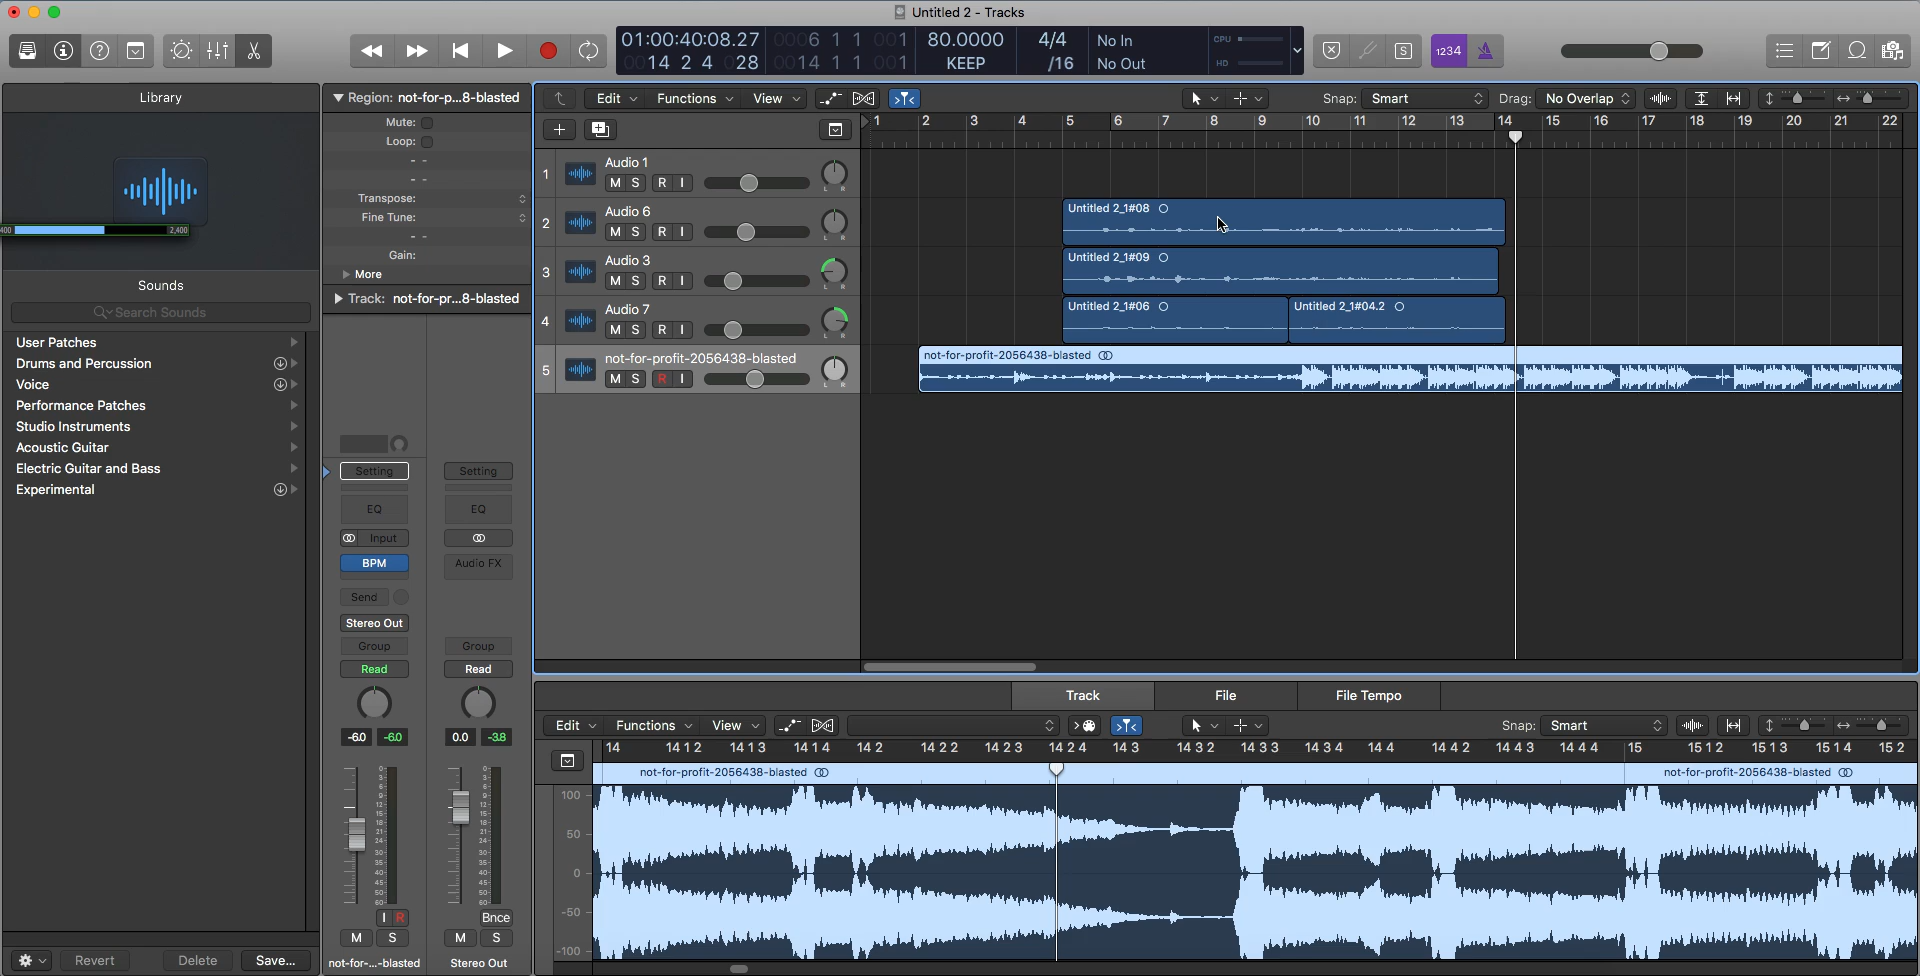 Untitled 2 - Tracks
01:00:40:08.27
14 2 4 028
0006 1 1 001
0014 1 1 001
80.0000
KEEP
4/4
/16
No In
No Out
CPU
HD
S
1234
Library
400
2,400
Sounds
Search Sounds
User Patches
Drums and Percussion
Voice
Performance Patches
Studio Instruments
Acoustic Guitar
Electric Guitar and Bass
Experimental
Revert
Delete
Save...
Region: not-for-p...8-blasted
Mute:
Loop:
- -
- -
Transpose:
Fine Tune:
- -
Gain:
More
Track: not-for-pr...8-blasted
Setting
EQ
Input
BPM
Send
Stereo Out
Group
Read
-6.0 -6.0
I R
M S
not-for-...-blasted
Setting
EQ
Audio FX
Group
Read
0.0 -3.8
Bnce
M S
Stereo Out
Edit Functions View
Snap: Smart
Drag: No Overlap
1 2 3 4 5 6 7 8 9 10 11 12 13 14 15 16 17 18 19 20 21 22
1 Audio 1
M S R I
L R
2 Audio 6
M S R I
L R
Untitled 2_1#08
3 Audio 3
M S R I
L R
Untitled 2_1#09
4 Audio 7
M S R I
L R
Untitled 2_1#06
Untitled 2_1#04.2
5 not-for-profit-2056438-blasted
M S R I
L R
not-for-profit-2056438-blasted
Track File File Tempo
Edit Functions View
Snap: Smart
14 14 1 2 14 1 3 14 1 4 14 2 14 2 2 14 2 3 14 2 4 14 3 14 3 2 14 3 3 14 3 4 14 4 14 4 2 14 4 3 14 4 4 15 15 1 2 15 1 3 15 1 4 15 2
not-for-profit-2056438-blasted
not-for-profit-2056438-blasted
100
50
0
-50
-100